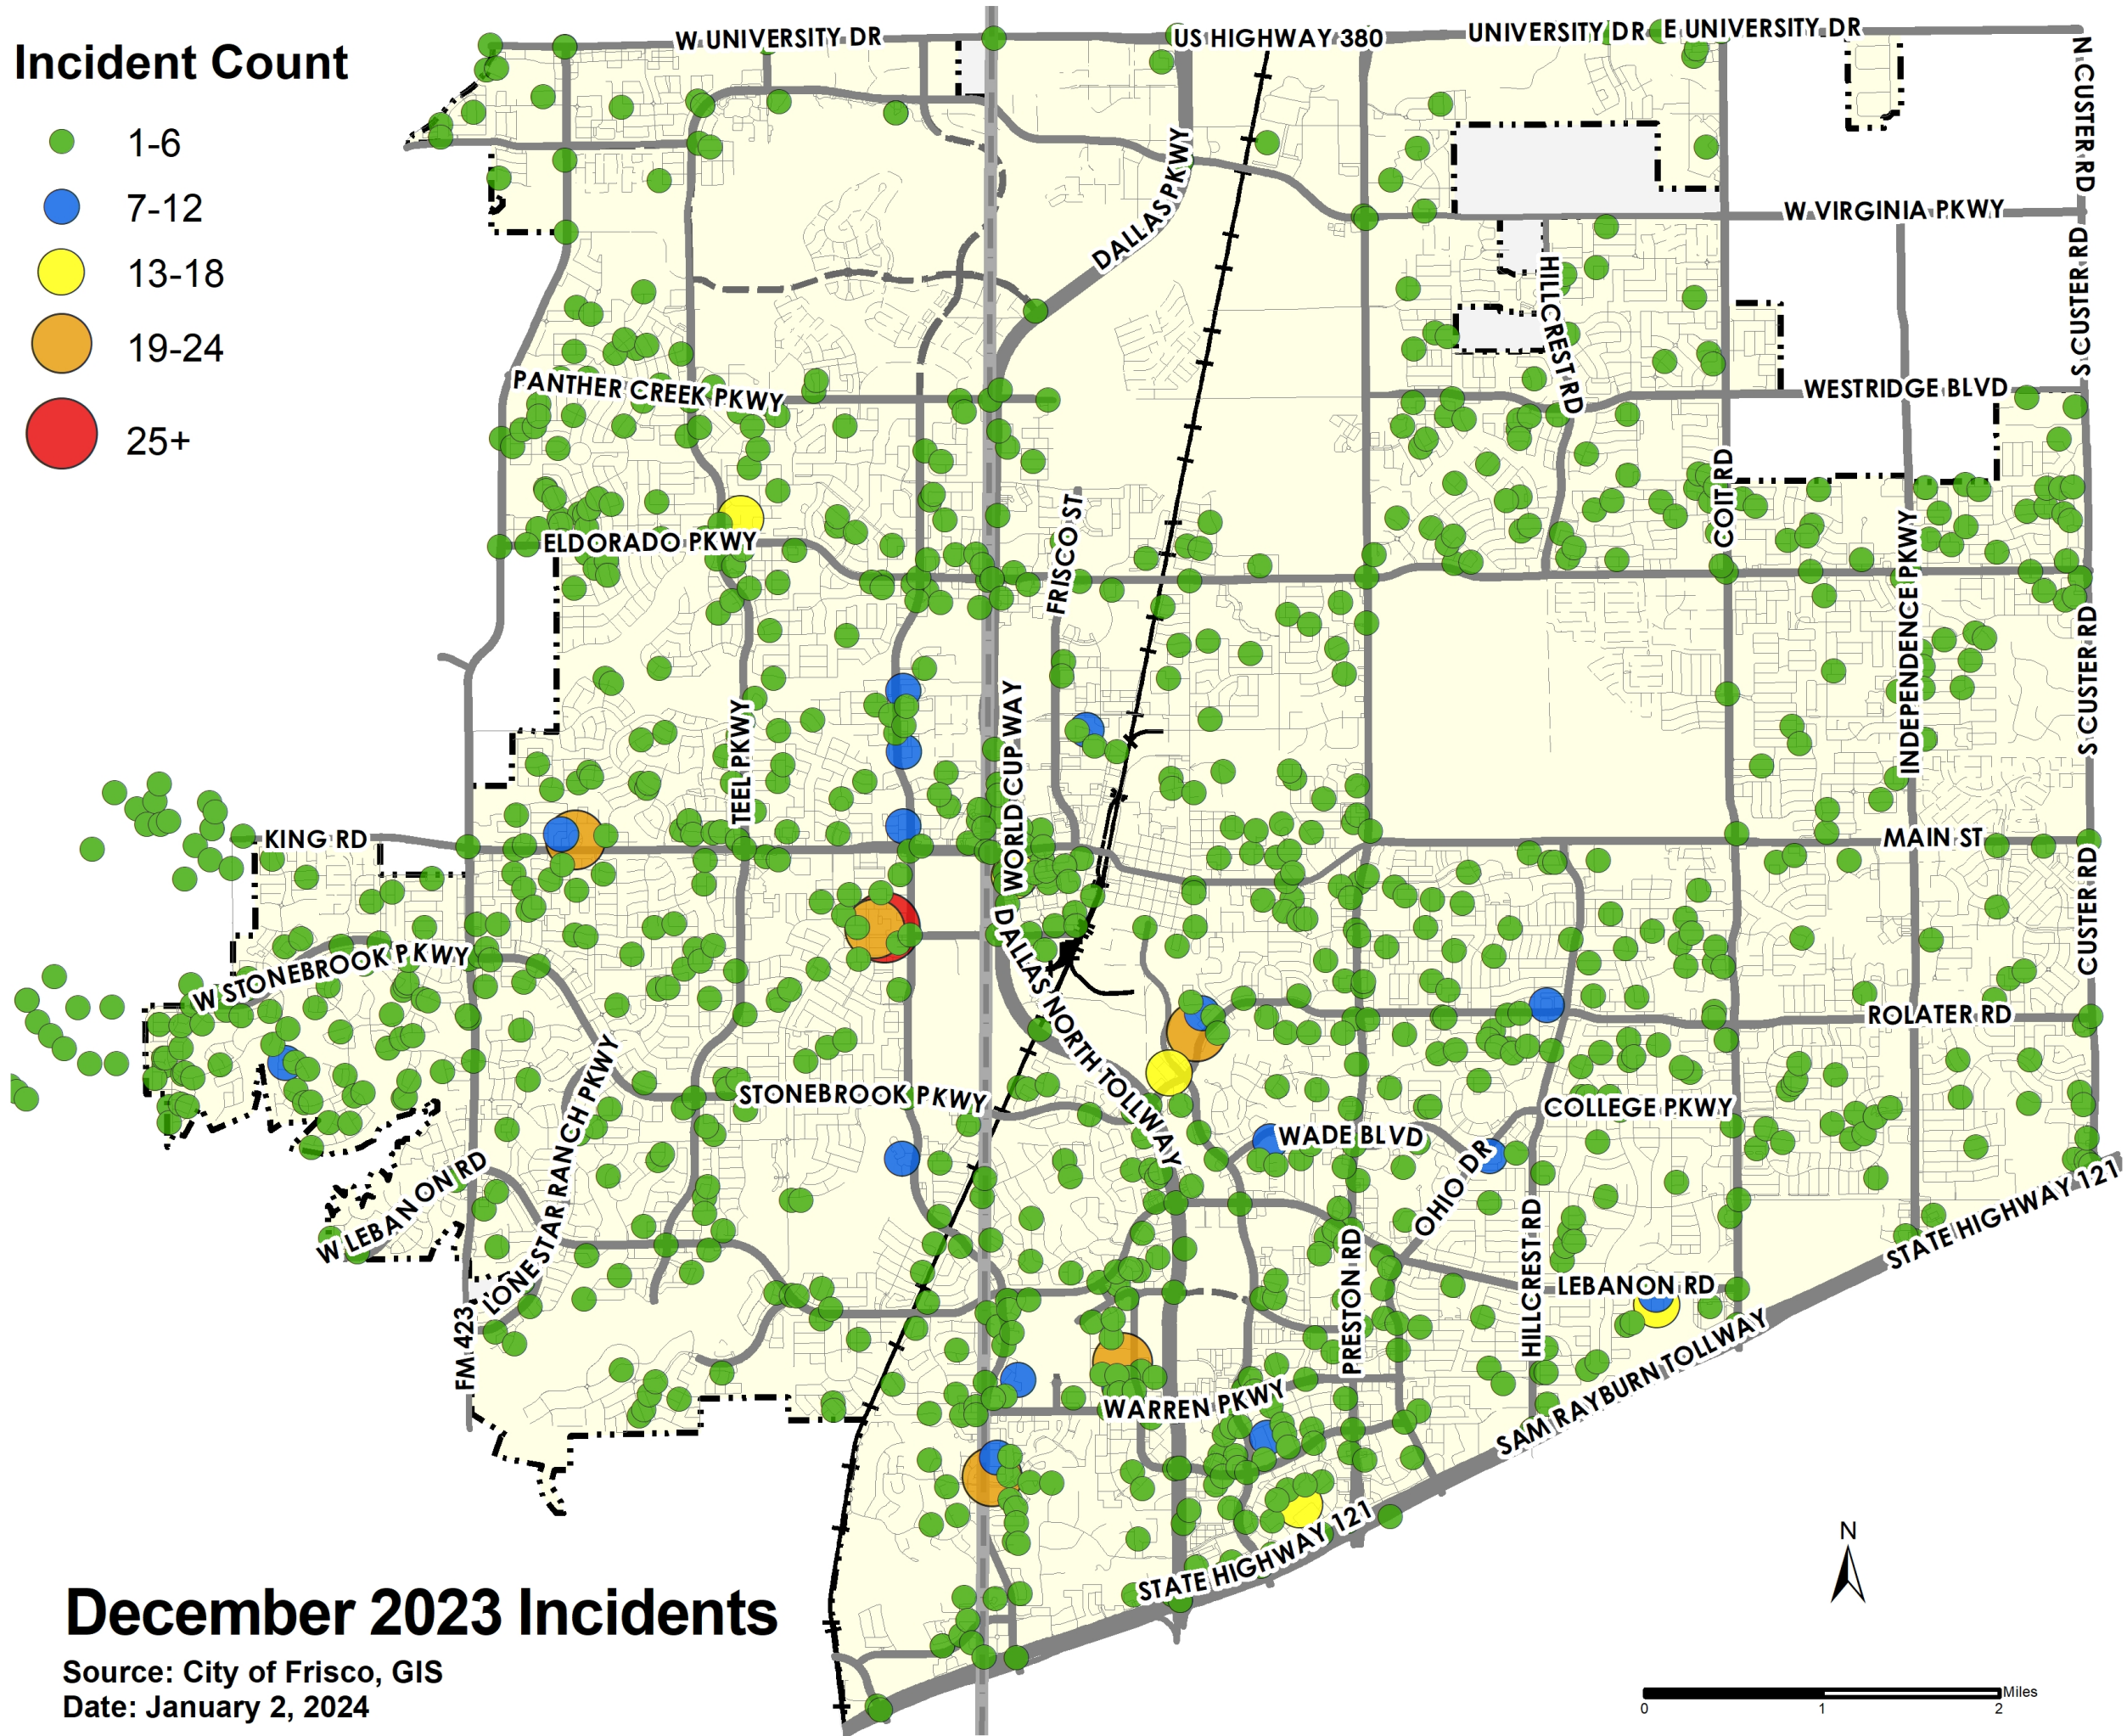 Incident Count
1-6
7-12
13-18
19-24
25+
W UNIVERSITY DR
US HIGHWAY 380
UNIVERSITY DR
E UNIVERSITY DR
N CUSTER RD
DALLAS PKWY
W VIRGINIA PKWY
HILLCREST RD
S CUSTER RD
PANTHER CREEK PKWY
WESTRIDGE BLVD
COIT RD
ELDORADO PKWY
FRISCO ST
INDEPENDENCE PKWY
S CUSTER RD
TEEL PKWY
WORLD CUP WAY
KING RD
MAIN ST
CUSTER RD
W STONEBROOK PKWY
DALLAS NORTH TOLLWAY
ROLATER RD
STONEBROOK PKWY
COLLEGE PKWY
WADE BLVD
OHIO DR
LONESTAR RANCH PKWY
W LEBANON RD
STATE HIGHWAY 121
HILLCREST RD
PRESTON RD
LEBANON RD
FM 423
WARREN PKWY
SAM RAYBURN TOLLWAY
STATE HIGHWAY 121
N
December 2023 Incidents
Source: City of Frisco, GIS
Date: January 2, 2024
Miles
0 1 2